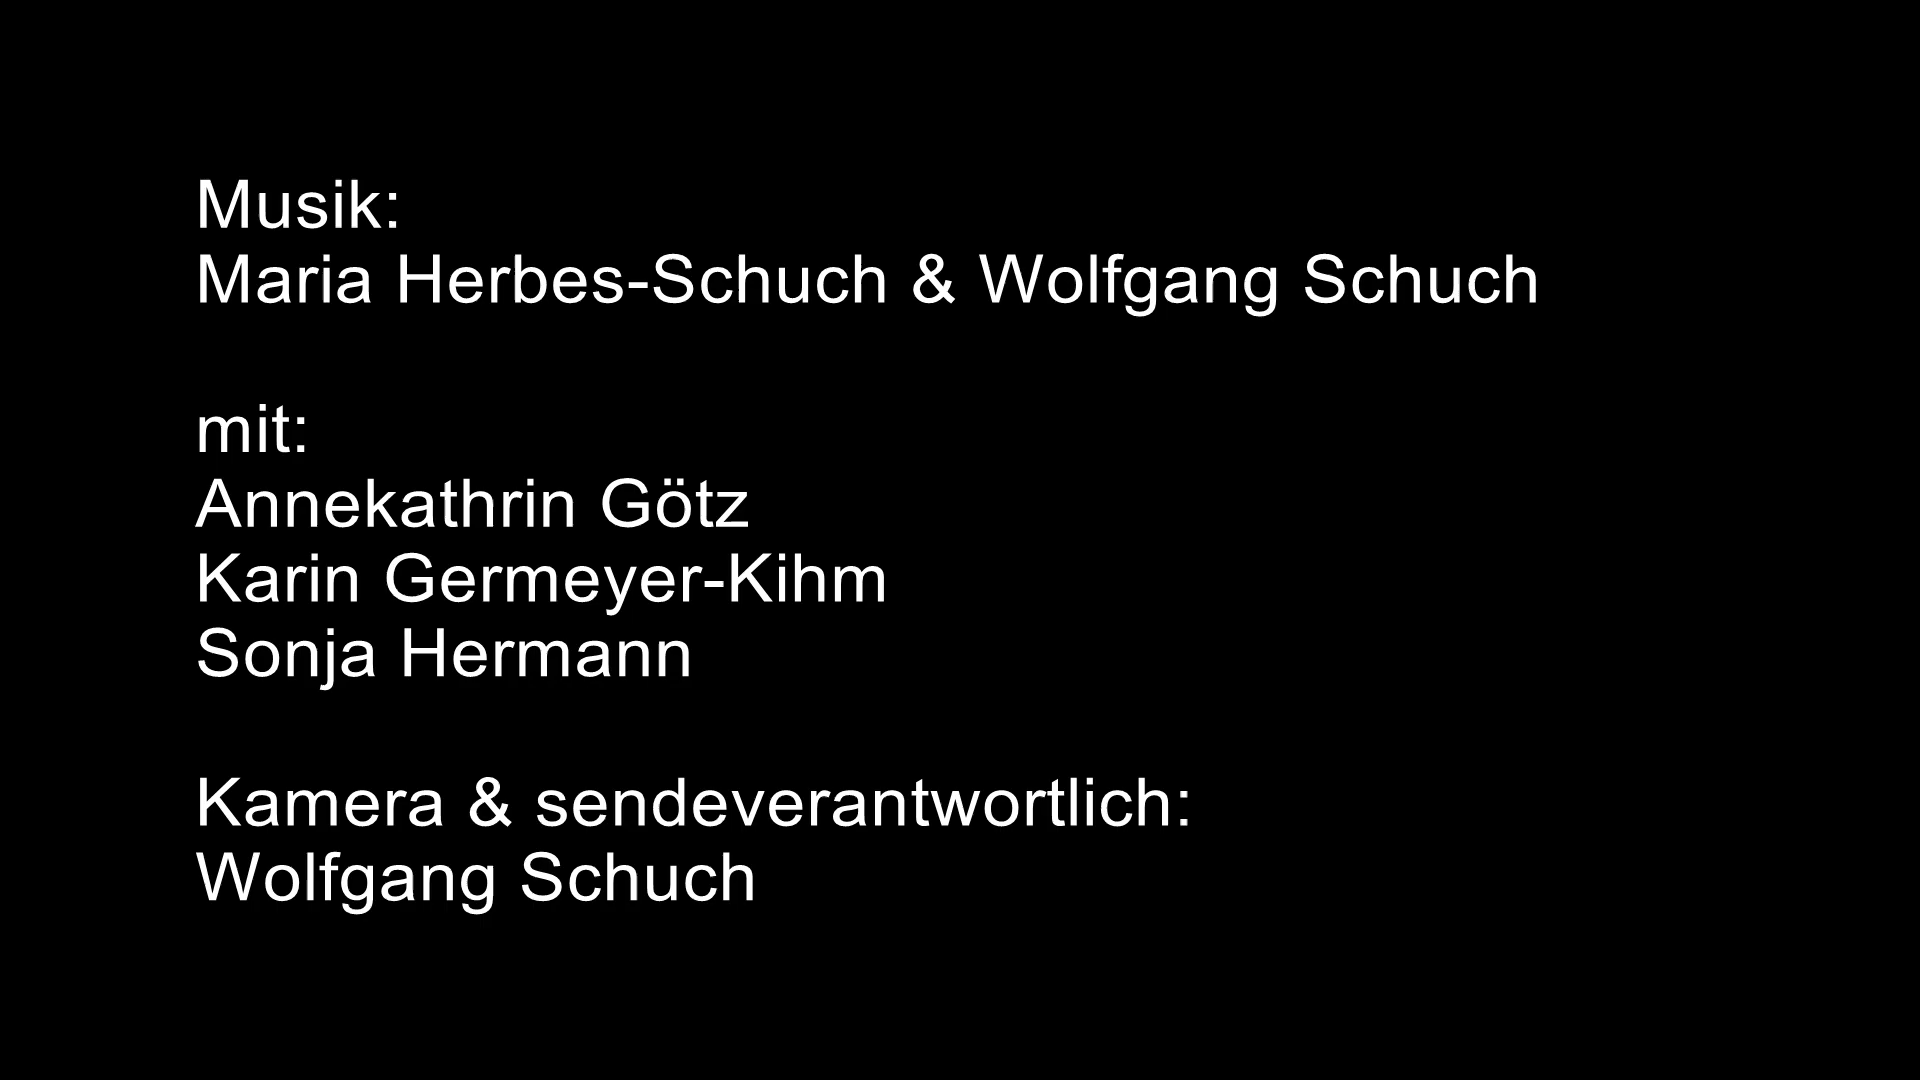 Musik:
Maria Herbes-Schuch & Wolfgang Schuch
mit:
Annekathrin Götz
Karin Germeyer-Kihm
Sonja Hermann
Kamera & sendeverantwortlich:
Wolfgang Schuch